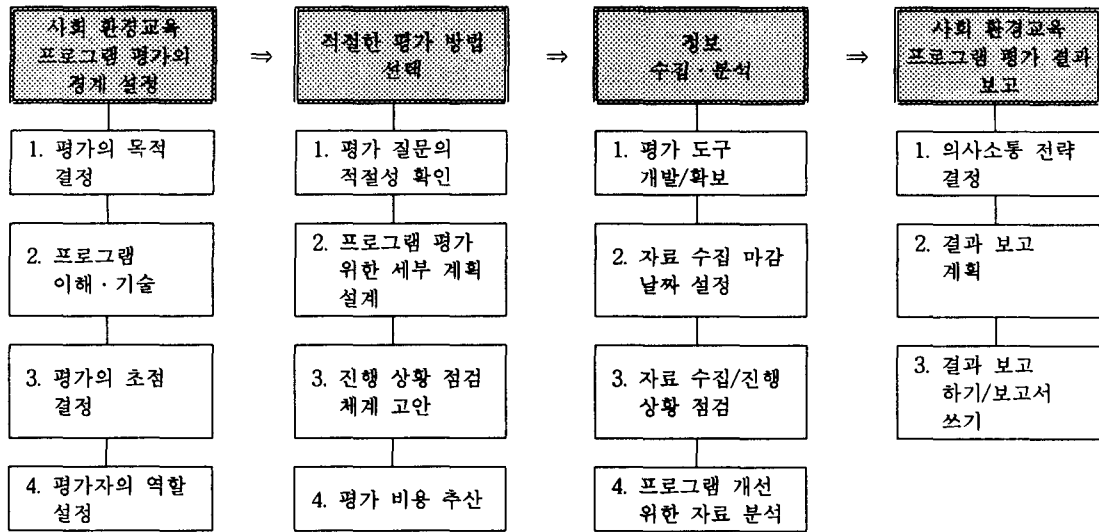 사회 환경교육
프로그램 평가의
경계 설정
⇒
적절한 평가 방법
선택
⇒
정보
수집·분석
⇒
사회 환경교육
프로그램 평가 결과
보고
1. 평가의 목적
결정
2. 프로그램
이해·기술
3. 평가의 초점
결정
4. 평가자의 역할
설정
1. 평가 질문의
적절성 확인
2. 프로그램 평가
위한 세부 계획
설계
3. 진행 상황 점검
체계 고안
4. 평가 비용 추산
1. 평가 도구
개발/확보
2. 자료 수집 마감
날짜 설정
3. 자료 수집/진행
상황 점검
4. 프로그램 개선
위한 자료 분석
1. 의사소통 전략
결정
2. 결과 보고
계획
3. 결과 보고
하기/보고서
쓰기